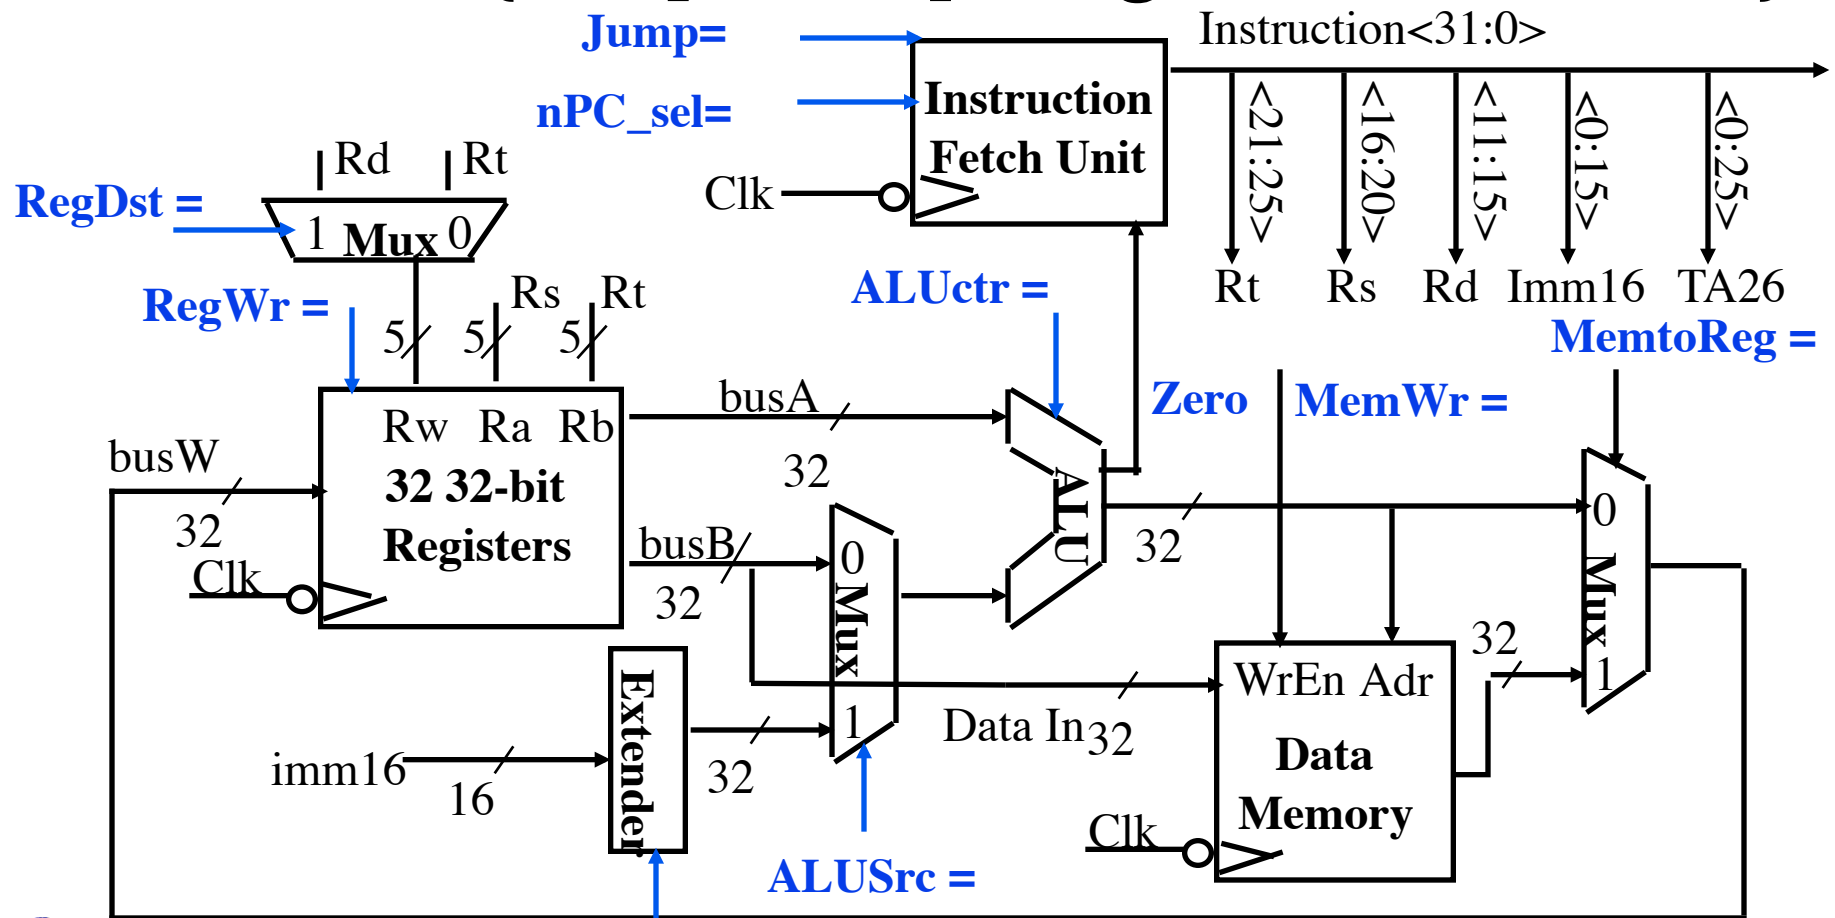 Jump=
Instruction<31:0>
nPC_sel=
Instruction
Fetch Unit
Clk
<21:25>
<16:20>
<11:15>
<0:15>
<0:25>
Rt
Rs
Rd
Imm16
TA26
Rd
Rt
RegDst =
1
Mux
0
RegWr =
Rs
Rt
5
5
5
ALUctr =
MemtoReg =
Zero
MemWr =
busW
32
Rw
Ra
Rb
32 32-bit
Registers
Clk
busA
32
busB
32
0
Mux
1
ALU
32
0
Mux
1
32
WrEn
Adr
Data
Memory
Clk
Data In
32
Extender
imm16
16
32
ALUSrc =